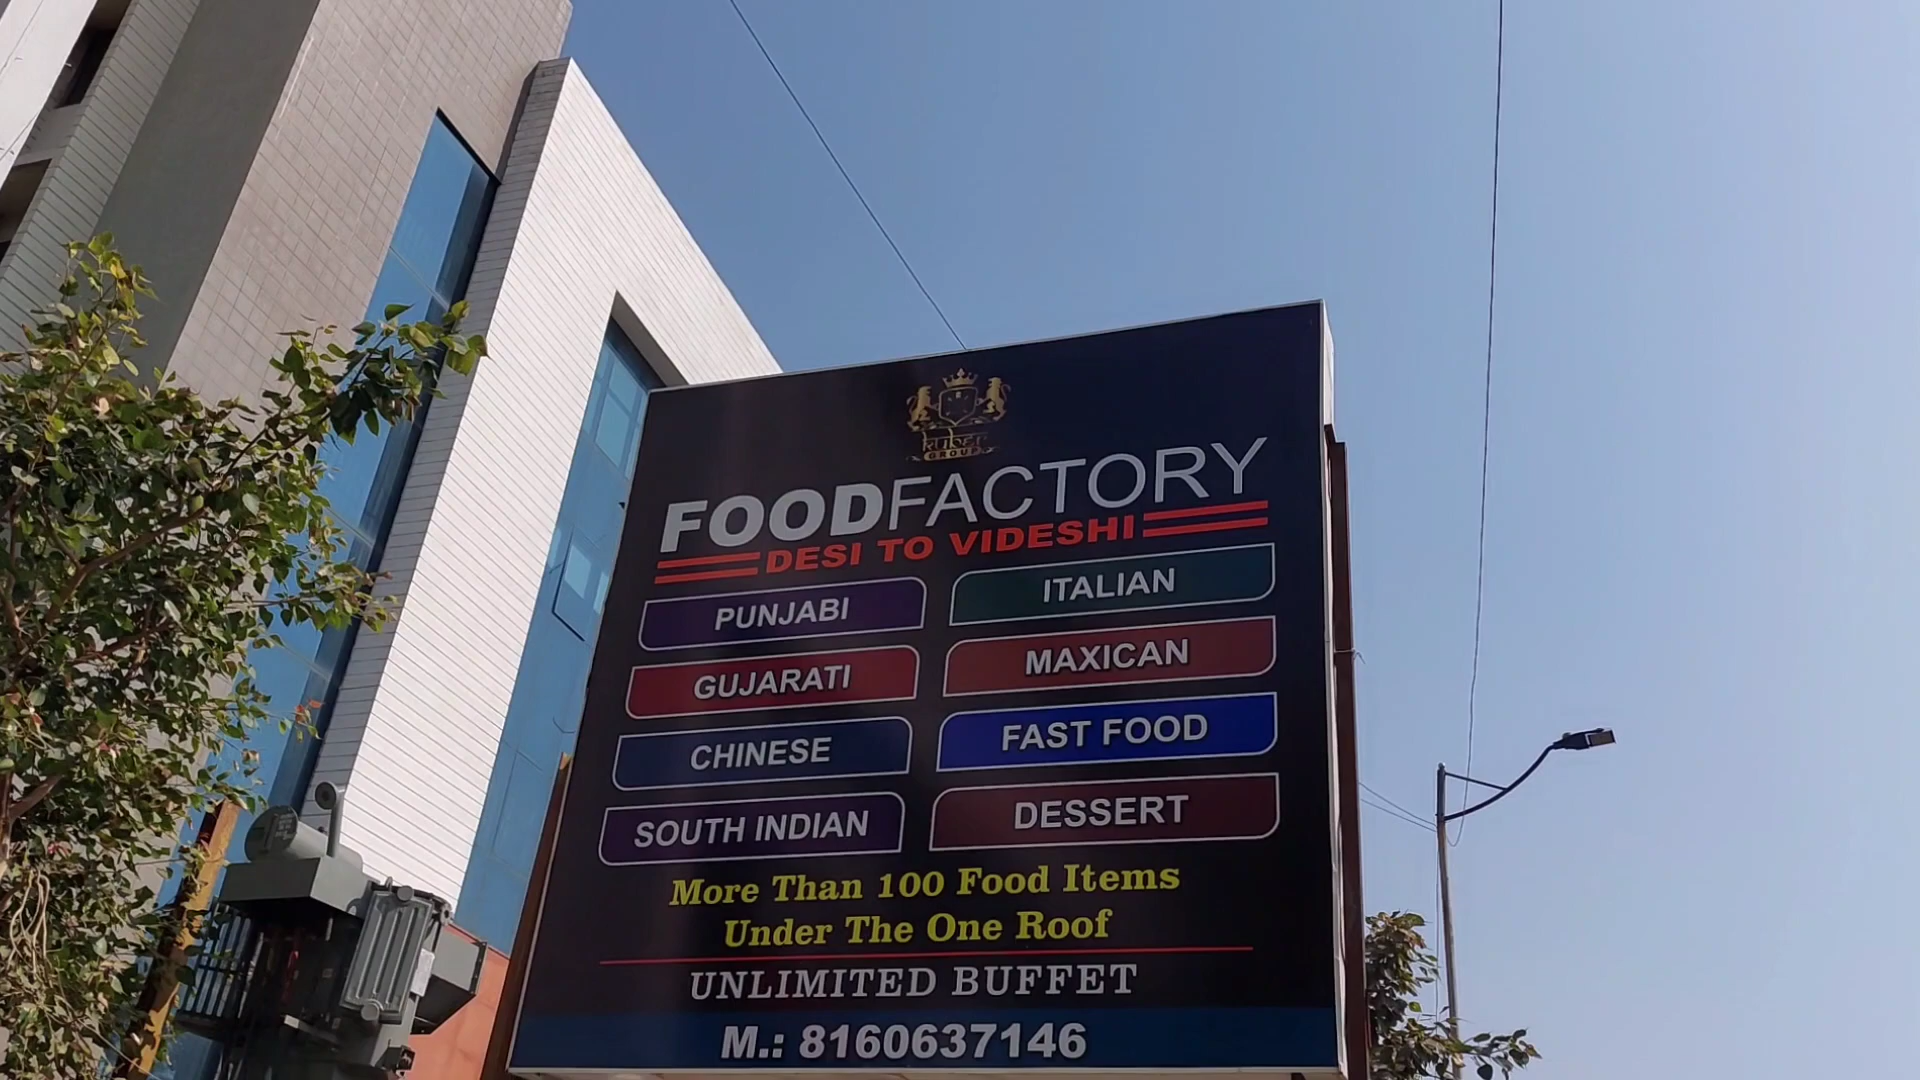 kuber
GROUP
FOODFACTORY
DESI TO VIDESHI
PUNJABI
ITALIAN
GUJARATI
MAXICAN
CHINESE
FAST FOOD
SOUTH INDIAN
DESSERT
More Than 100 Food Items
Under The One Roof
UNLIMITED BUFFET
M.: 8160637146